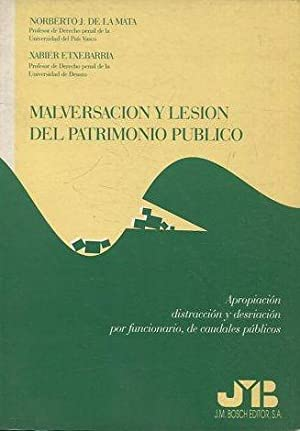 NORBERTO J. DE LA MATA
Profesor de Derecho penal de la
Universidad del País Vasco
XABIER ETXEBARRIA
Profesor de Derecho penal de la
Universidad de Deusto
MALVERSACION Y LESION
DEL PATRIMONIO PUBLICO
Apropiación
distracción y desviación
por funcionario, de caudales públicos
JMB
J.M. BOSCH EDITOR, S.A.